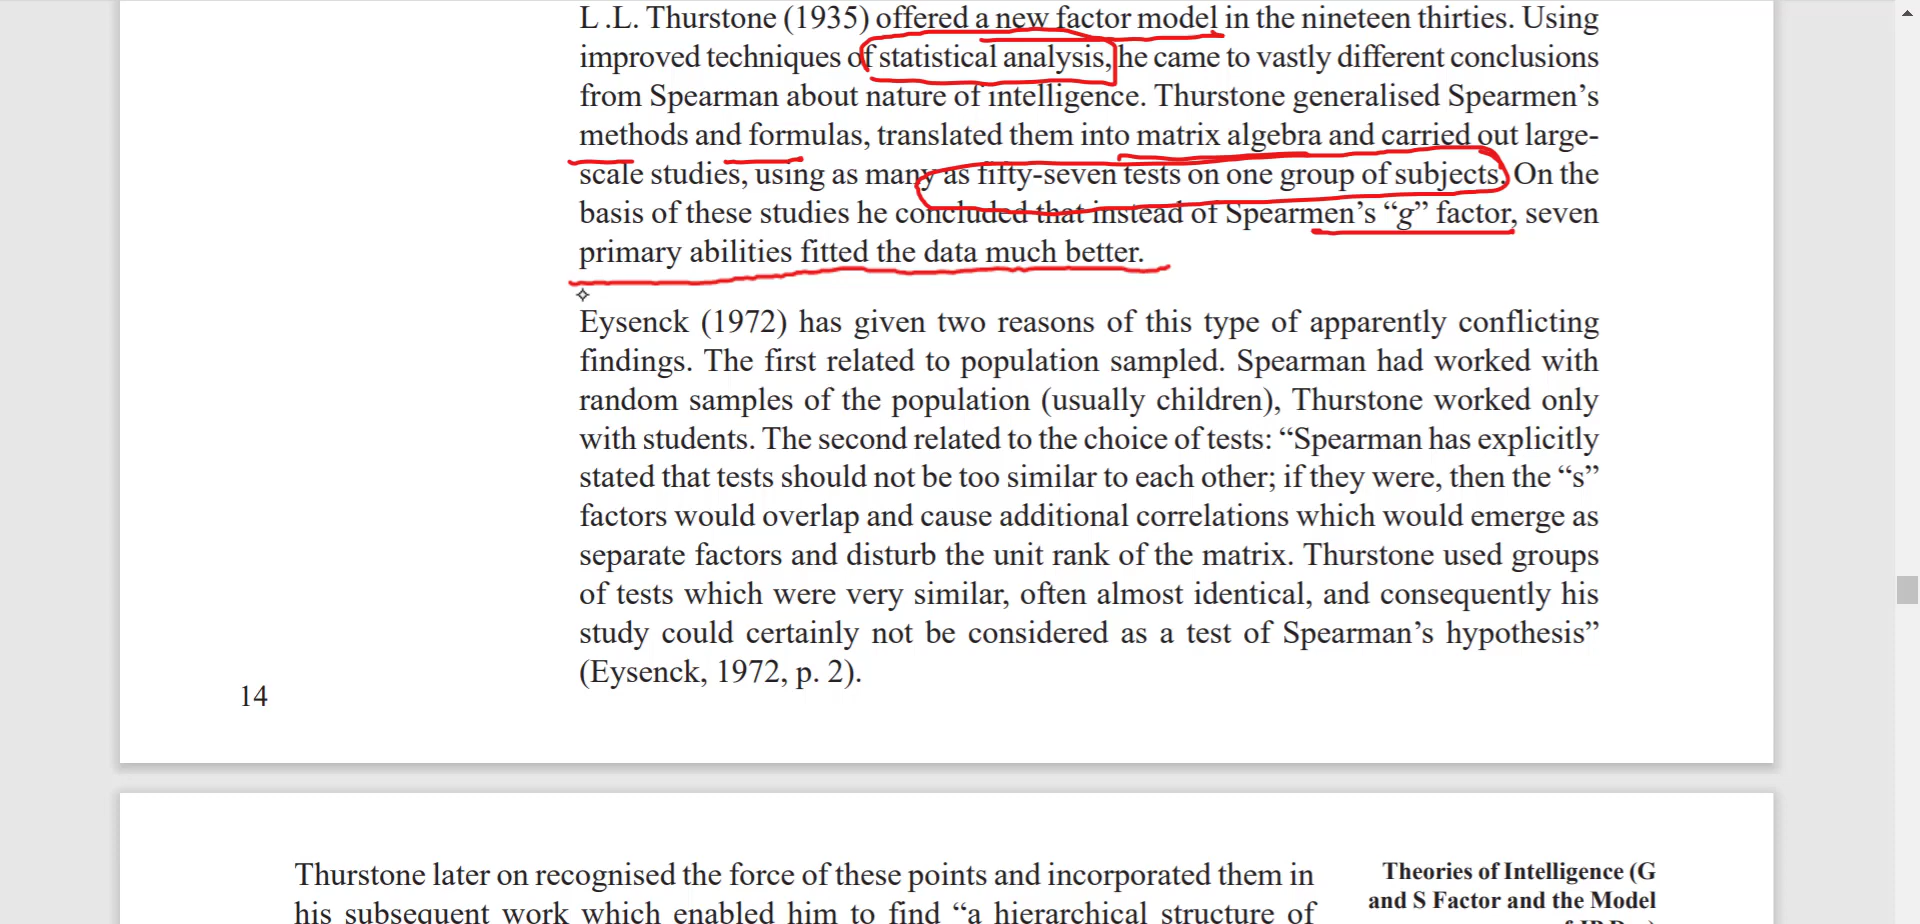 L .L. Thurstone (1935) offered a new factor model in the nineteen thirties. Using
improved techniques of statistical analysis, he came to vastly different conclusions
from Spearman about nature of intelligence. Thurstone generalised Spearmen’s
methods and formulas, translated them into matrix algebra and carried out large-
scale studies, using as many as fifty-seven tests on one group of subjects. On the
basis of these studies he concluded that instead of Spearmen’s “g” factor, seven
primary abilities fitted the data much better.
Eysenck (1972) has given two reasons of this type of apparently conflicting
findings. The first related to population sampled. Spearman had worked with
random samples of the population (usually children), Thurstone worked only
with students. The second related to the choice of tests: “Spearman has explicitly
stated that tests should not be too similar to each other; if they were, then the “s”
factors would overlap and cause additional correlations which would emerge as
separate factors and disturb the unit rank of the matrix. Thurstone used groups
of tests which were very similar, often almost identical, and consequently his
study could certainly not be considered as a test of Spearman’s hypothesis”
(Eysenck, 1972, p. 2).
14
Thurstone later on recognised the force of these points and incorporated them in
his subsequent work which enabled him to find “a hierarchical structure of
Theories of Intelligence (G
and S Factor and the Model